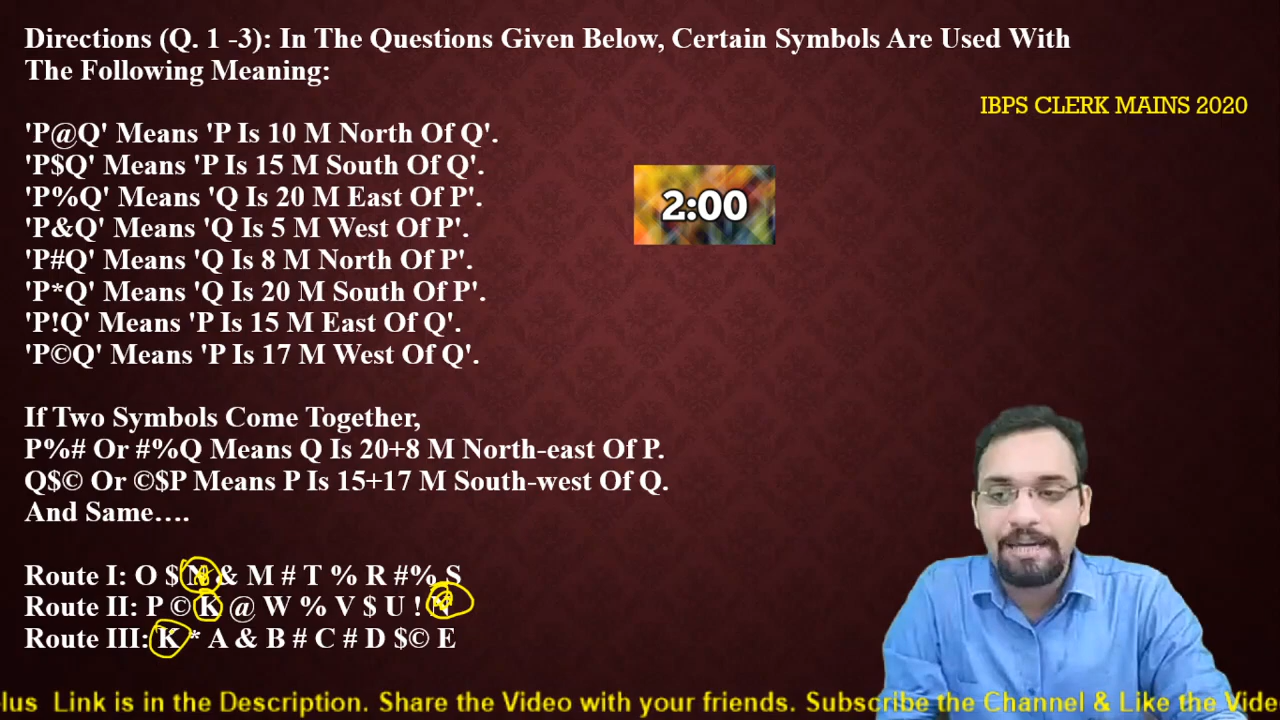 Directions (Q. 1 -3): In The Questions Given Below, Certain Symbols Are Used With
The Following Meaning:
IBPS CLERK MAINS 2020
'P@Q' Means 'P Is 10 M North Of Q'.
'P$Q' Means 'P Is 15 M South Of Q'.
'P%Q' Means 'Q Is 20 M East Of P'.
2:00
'P&Q' Means 'Q Is 5 M West Of P'.
'P#Q' Means 'Q Is 8 M North Of P'.
'P*Q' Means 'Q Is 20 M South Of P'.
'P!Q' Means 'P Is 15 M East Of Q'.
'P©Q' Means 'P Is 17 M West Of Q'.
If Two Symbols Come Together,
P%# Or #%Q Means Q Is 20+8 M North-east Of P.
Q$© Or ©$P Means P Is 15+17 M South-west Of Q.
And Same....
Route I: O $ N & M # T % R #% S
Route II: P © K @ W % V $ U ! N
Route III: K * A & B # C # D $© E
lus Link is in the Description. Share the Video with your friends. Subscribe the Channel & Like the Vide